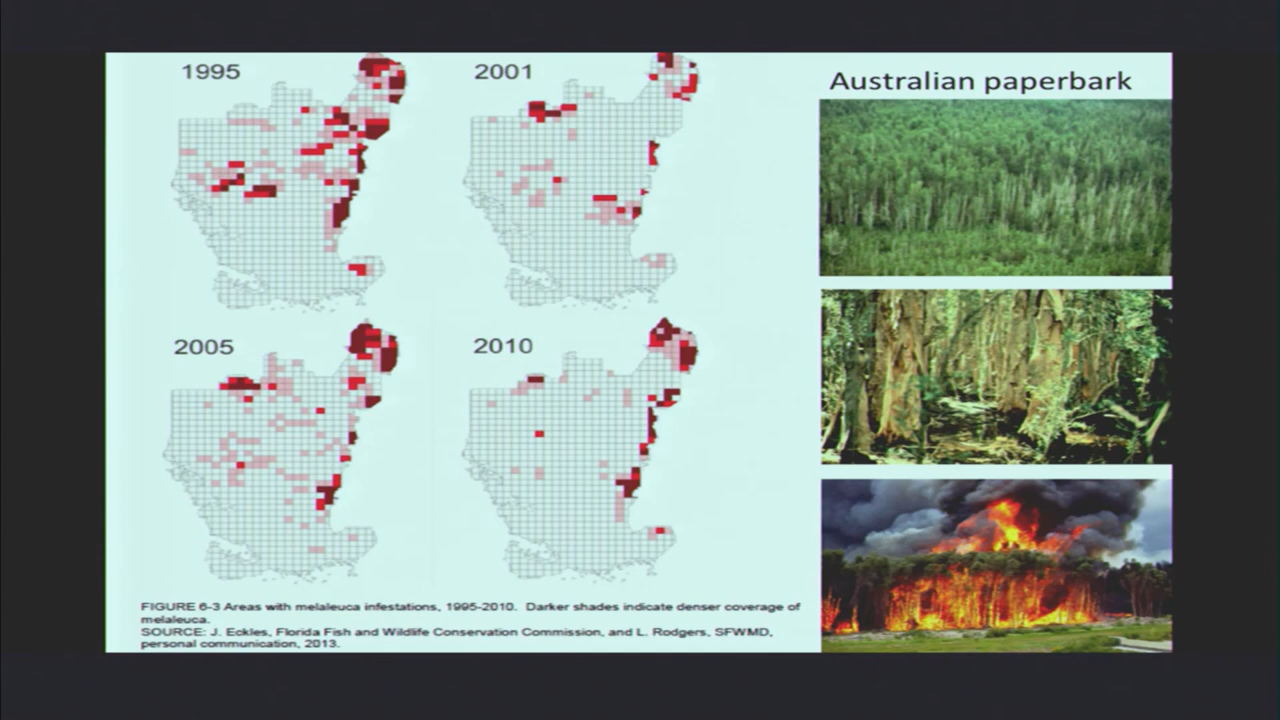 1995
2001
Australian paperbark
2005
2010
FIGURE 6-3 Areas with melaleuca infestations, 1995-2010. Darker shades indicate denser coverage of
melaleuca.
SOURCE: J. Eckles, Florida Fish and Wildlife Conservation Commission, and L. Rodgers, SFWMD,
personal communication, 2013.